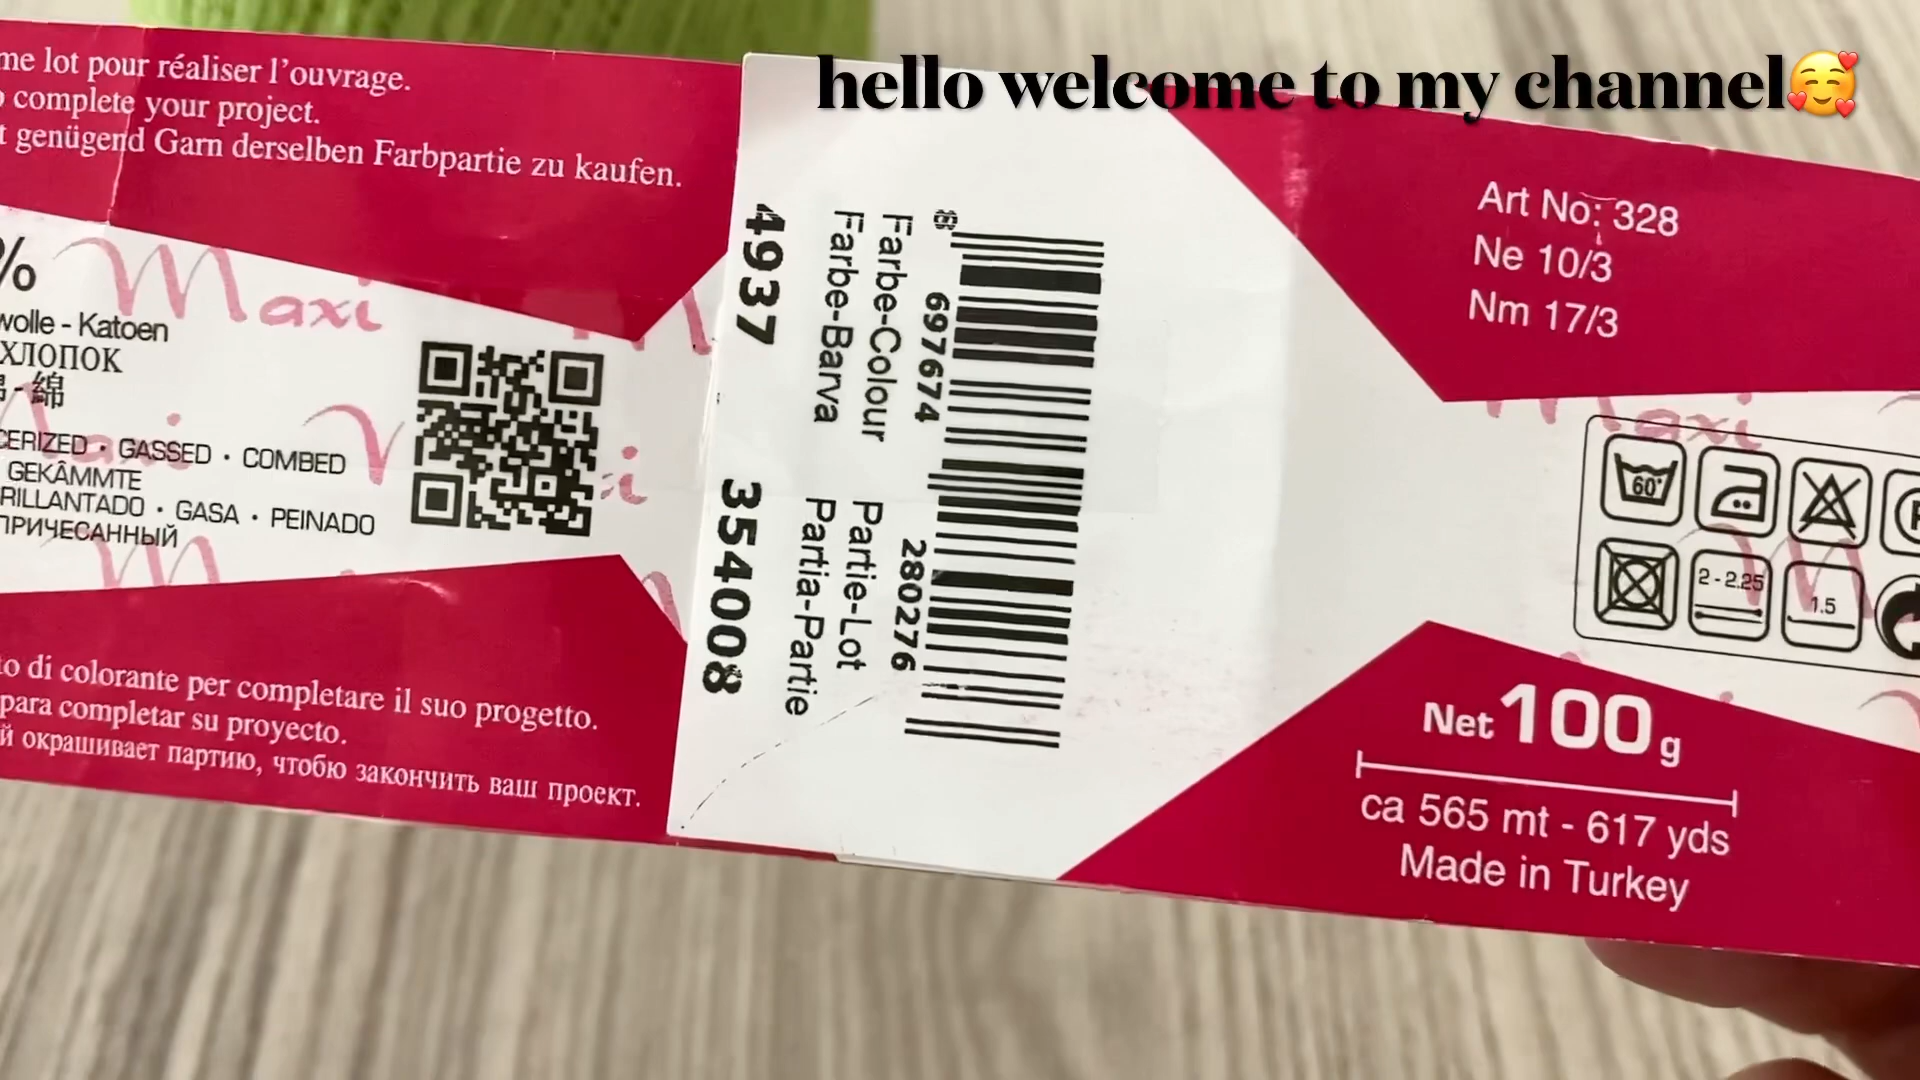 hello welcome to my channel🥰
me lot pour réaliser l'ouvrage.
complete your project.
t genügend Garn derselben Farbpartie zu kaufen.
%
Maxi
wolle - Katoen
ХЛОПОК
綿
CERIZED · GASSED · COMBED
GEKÂMMTE
RILLANTADO · GASA · PEINADO
ПРИЧЕСАННЫЙ
to di colorante per completare il suo progetto.
para completar su proyecto.
й окрашивает партию, чтобю закончить ваш проект.
4937
354008
Farbe-Barva
Partia-Partie
Farbe-Colour
Partie-Lot
697674
280276
Art No: 328
Ne 10/3
Nm 17/3
Maxi
60°
2 - 2.25
1.5
Net 100 g
ca 565 mt - 617 yds
Made in Turkey